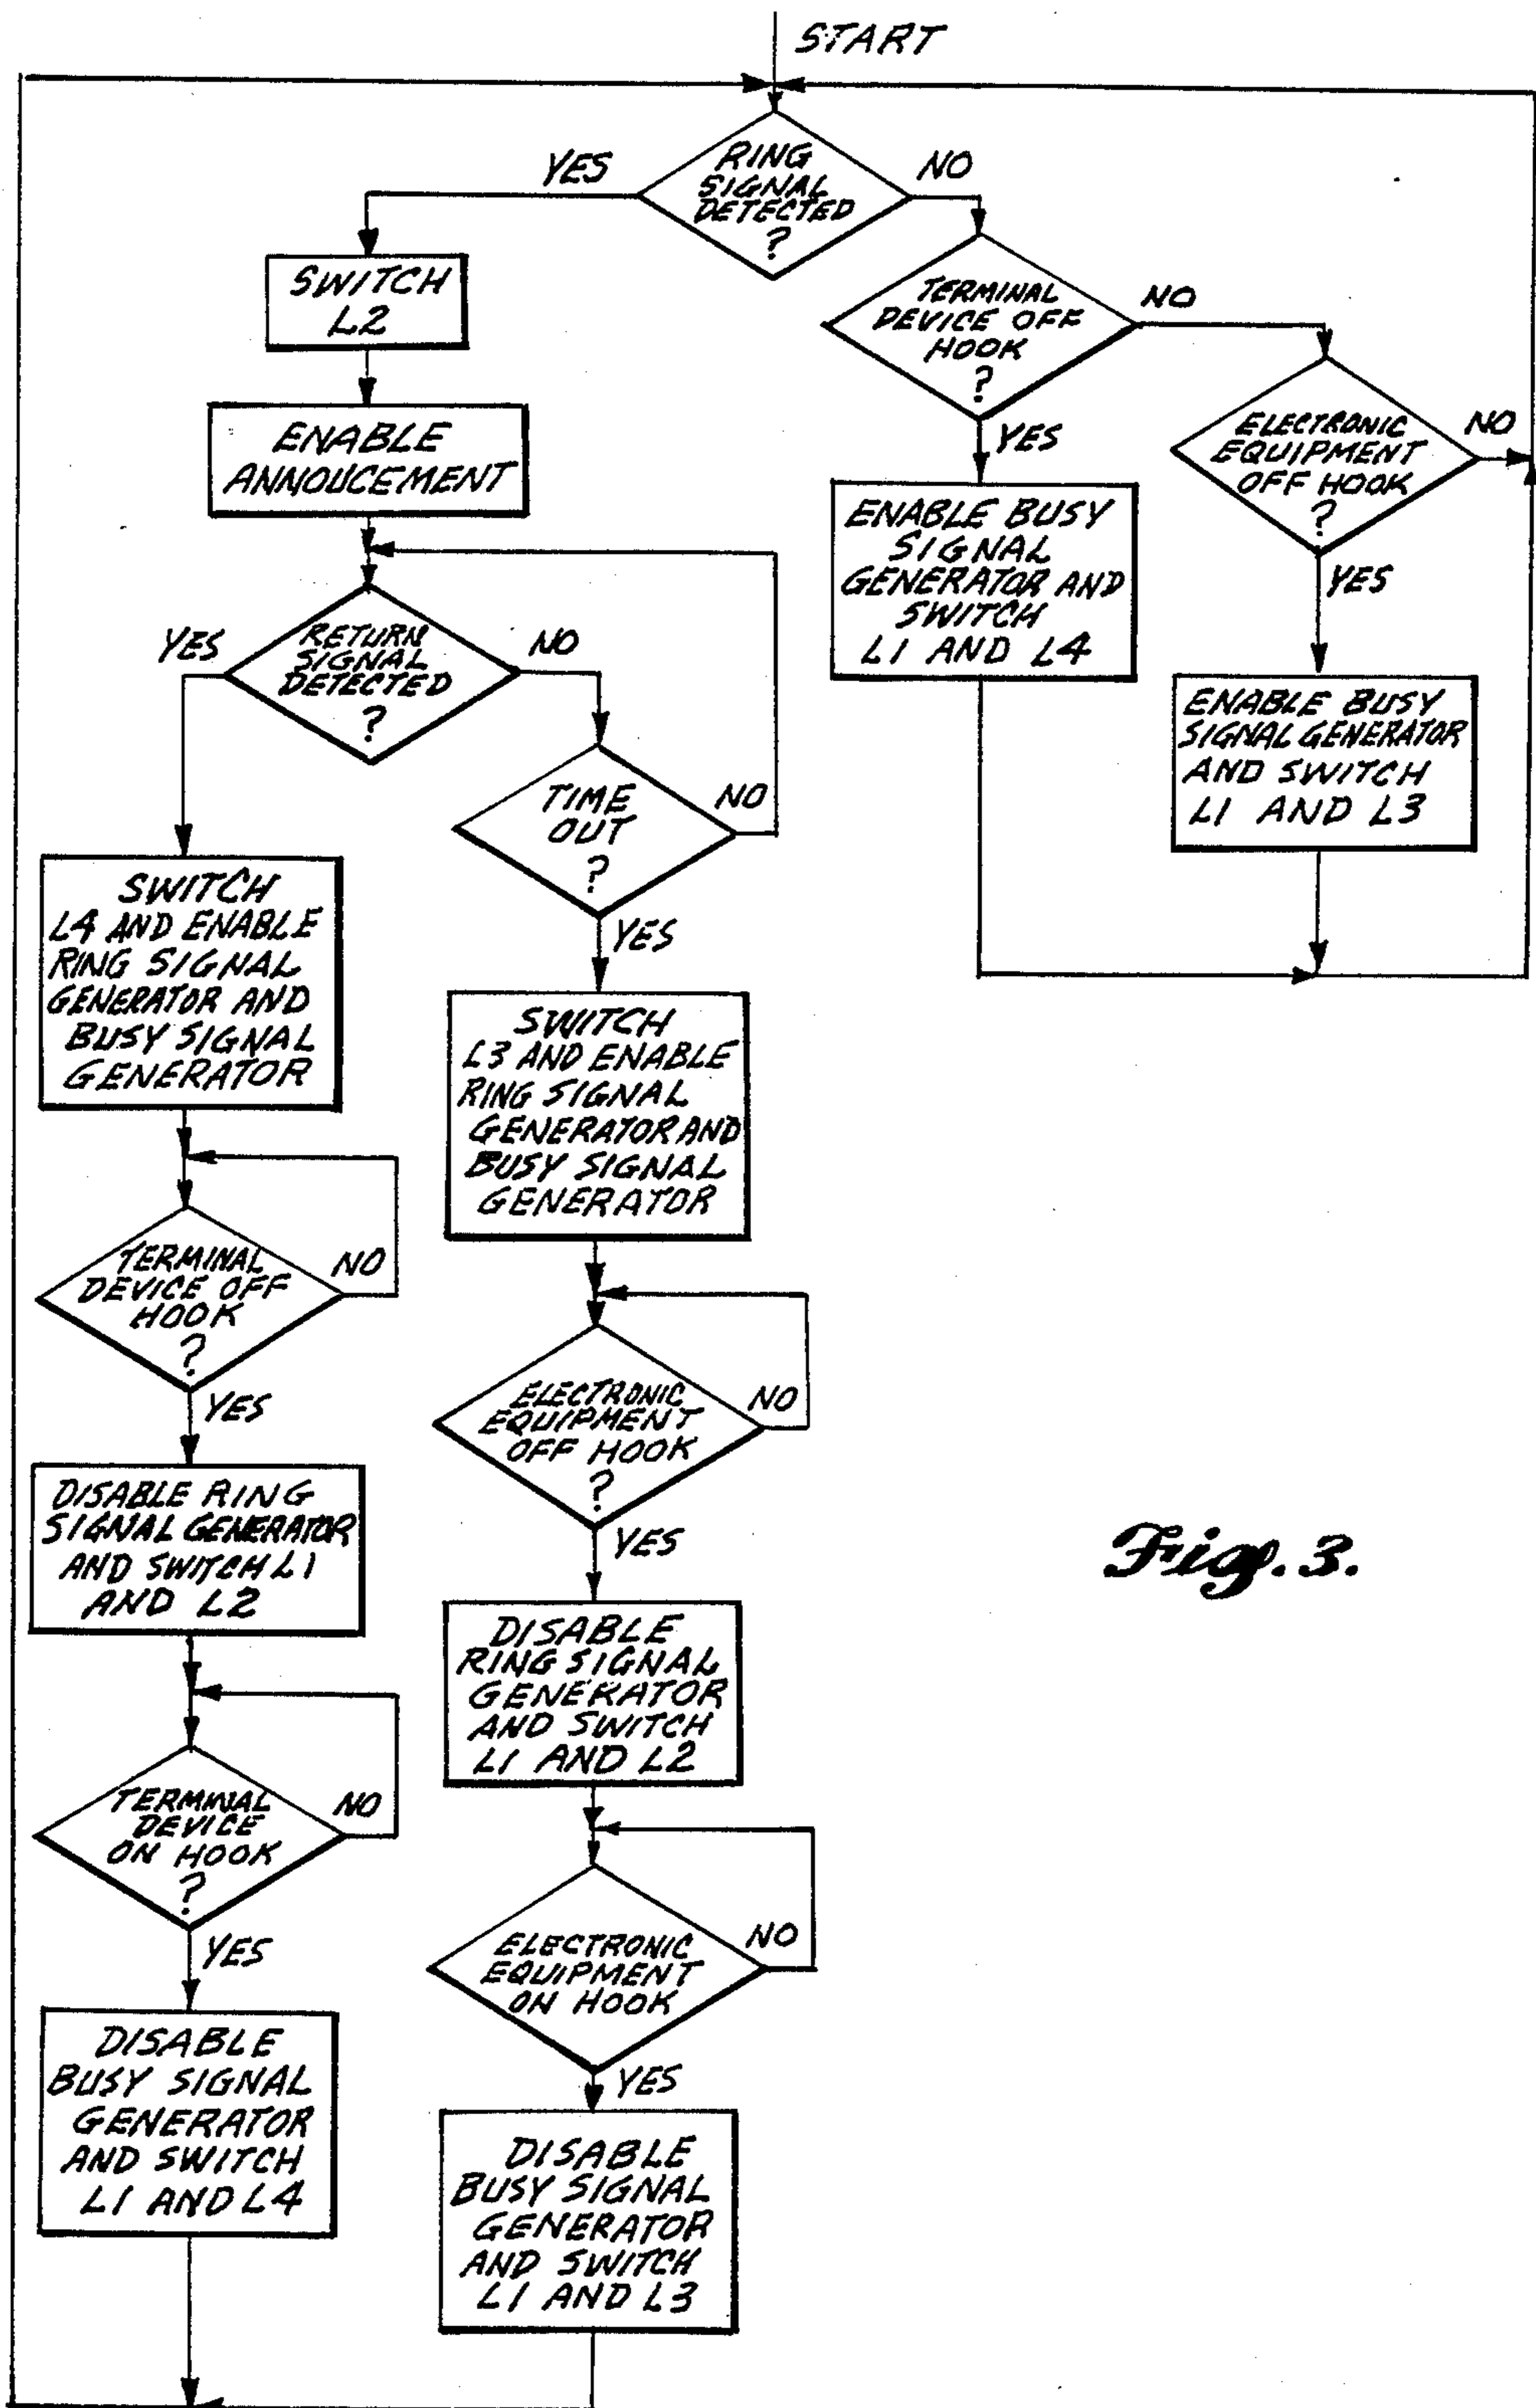 START
RING
SIGNAL
DETECTED
?
YES
NO
SWITCH
L2
ENABLE
ANNOUCEMENT
RETURN
SIGNAL
DETECTED
?
YES
NO
TIME
OUT
?
NO
YES
TERMINAL
DEVICE OFF
HOOK
?
NO
YES
ELECTRONIC
EQUIPMENT
OFF HOOK
?
NO
YES
ENABLE BUSY
SIGNAL
GENERATOR AND
SWITCH
L1 AND L4
ENABLE BUSY
SIGNAL GENERATOR
AND SWITCH
L1 AND L3
SWITCH
L4 AND ENABLE
RING SIGNAL
GENERATOR AND
BUSY SIGNAL
GENERATOR
TERMINAL
DEVICE OFF
HOOK
?
NO
YES
DISABLE RING
SIGNAL GENERATOR
AND SWITCH L1
AND L2
TERMINAL
DEVICE
ON HOOK
?
NO
YES
DISABLE
BUSY SIGNAL
GENERATOR
AND SWITCH
L1 AND L4
SWITCH
L3 AND ENABLE
RING SIGNAL
GENERATOR AND
BUSY SIGNAL
GENERATOR
ELECTRONIC
EQUIPMENT
OFF HOOK
?
NO
YES
DISABLE
RING SIGNAL
GENERATOR
AND SWITCH
L1 AND L2
ELECTRONIC
EQUIPMENT
ON HOOK
NO
YES
DISABLE
BUSY SIGNAL
GENERATOR
AND SWITCH
L1 AND L3
Fig. 3.